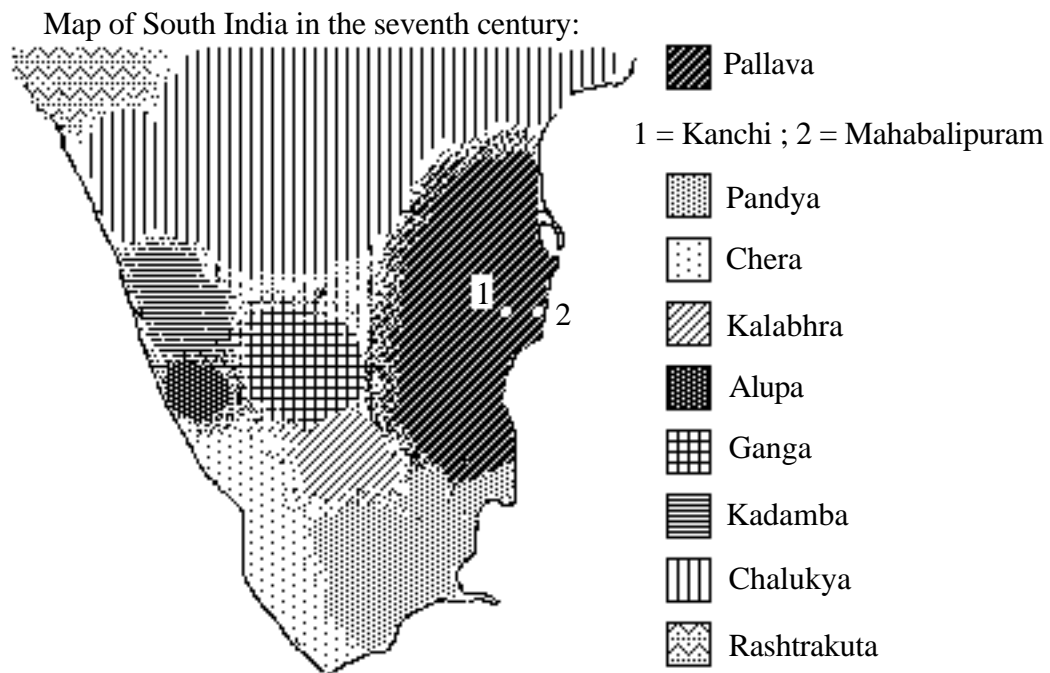 Map of South India in the seventh century:
Pallava
1 = Kanchi ; 2 = Mahabalipuram
Pandya
Chera
Kalabhra
Alupa
Ganga
Kadamba
Chalukya
Rashtrakuta
1
2